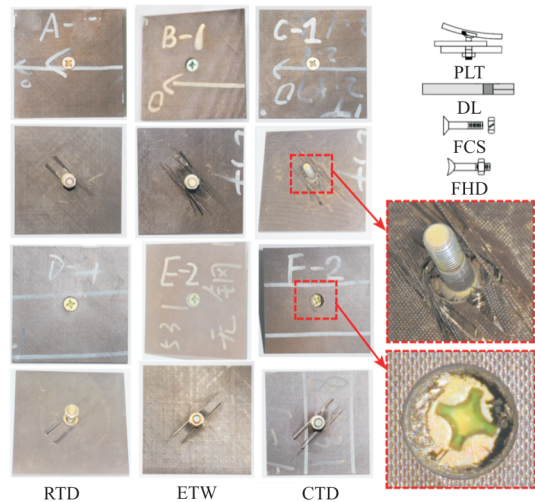 A-
B-1
C-1
PLT
DL
FCS
FHD
D-1
E-2
F-2
RTD
ETW
CTD